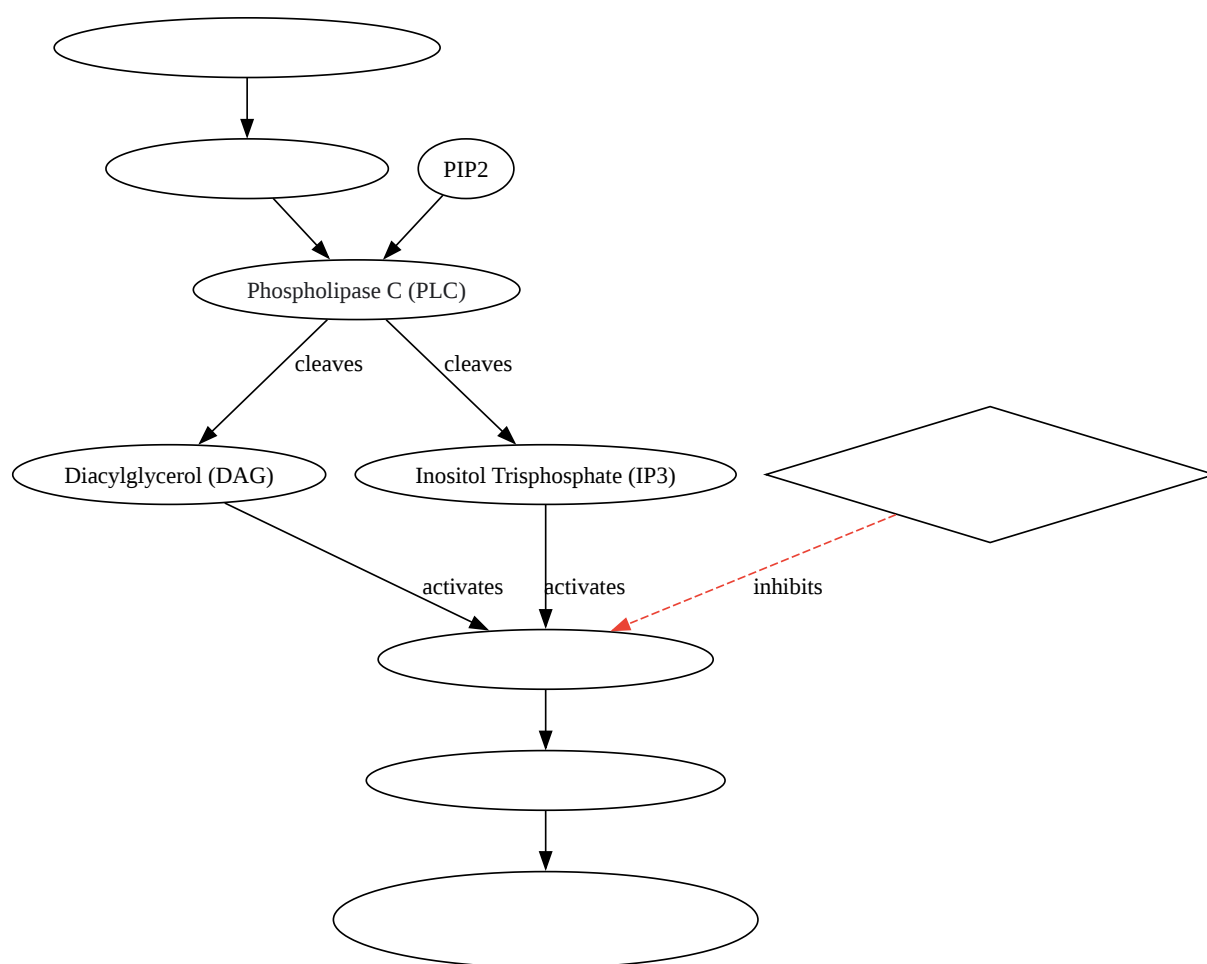 PIP2
Phospholipase C (PLC)
cleaves
cleaves
Diacylglycerol (DAG)
Inositol Trisphosphate (IP3)
activates
activates
inhibits